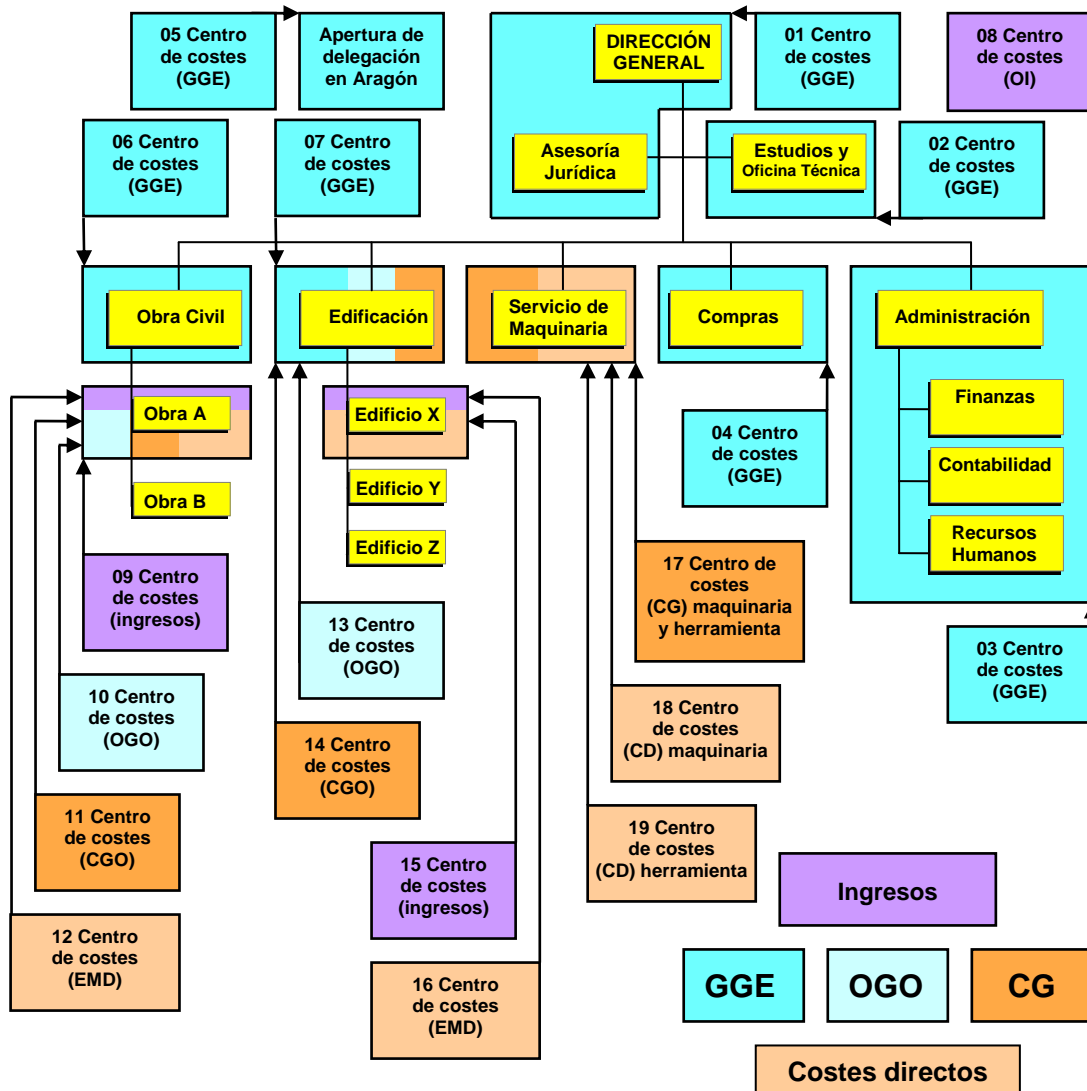 05 Centro
de costes
(GGE)
Apertura de
delegación
en Aragón
DIRECCIÓN
GENERAL
01 Centro
de costes
(GGE)
08 Centro
de costes
(OI)
06 Centro
de costes
(GGE)
07 Centro
de costes
(GGE)
Asesoría
Jurídica
Estudios y
Oficina Técnica
02 Centro
de costes
(GGE)
Obra Civil
Edificación
Servicio de
Maquinaria
Compras
Administración
Obra A
Obra B
Edificio X
Edificio Y
Edificio Z
04 Centro
de costes
(GGE)
Finanzas
Contabilidad
Recursos
Humanos
09 Centro
de costes
(ingresos)
13 Centro
de costes
(OGO)
17 Centro de
costes
(CG) maquinaria
y herramienta
03 Centro
de costes
(GGE)
10 Centro
de costes
(OGO)
14 Centro
de costes
(CGO)
18 Centro
de costes
(CD) maquinaria
11 Centro
de costes
(CGO)
15 Centro
de costes
(ingresos)
19 Centro
de costes
(CD) herramienta
12 Centro
de costes
(EMD)
16 Centro
de costes
(EMD)
Ingresos
GGE
OGO
CG
Costes directos